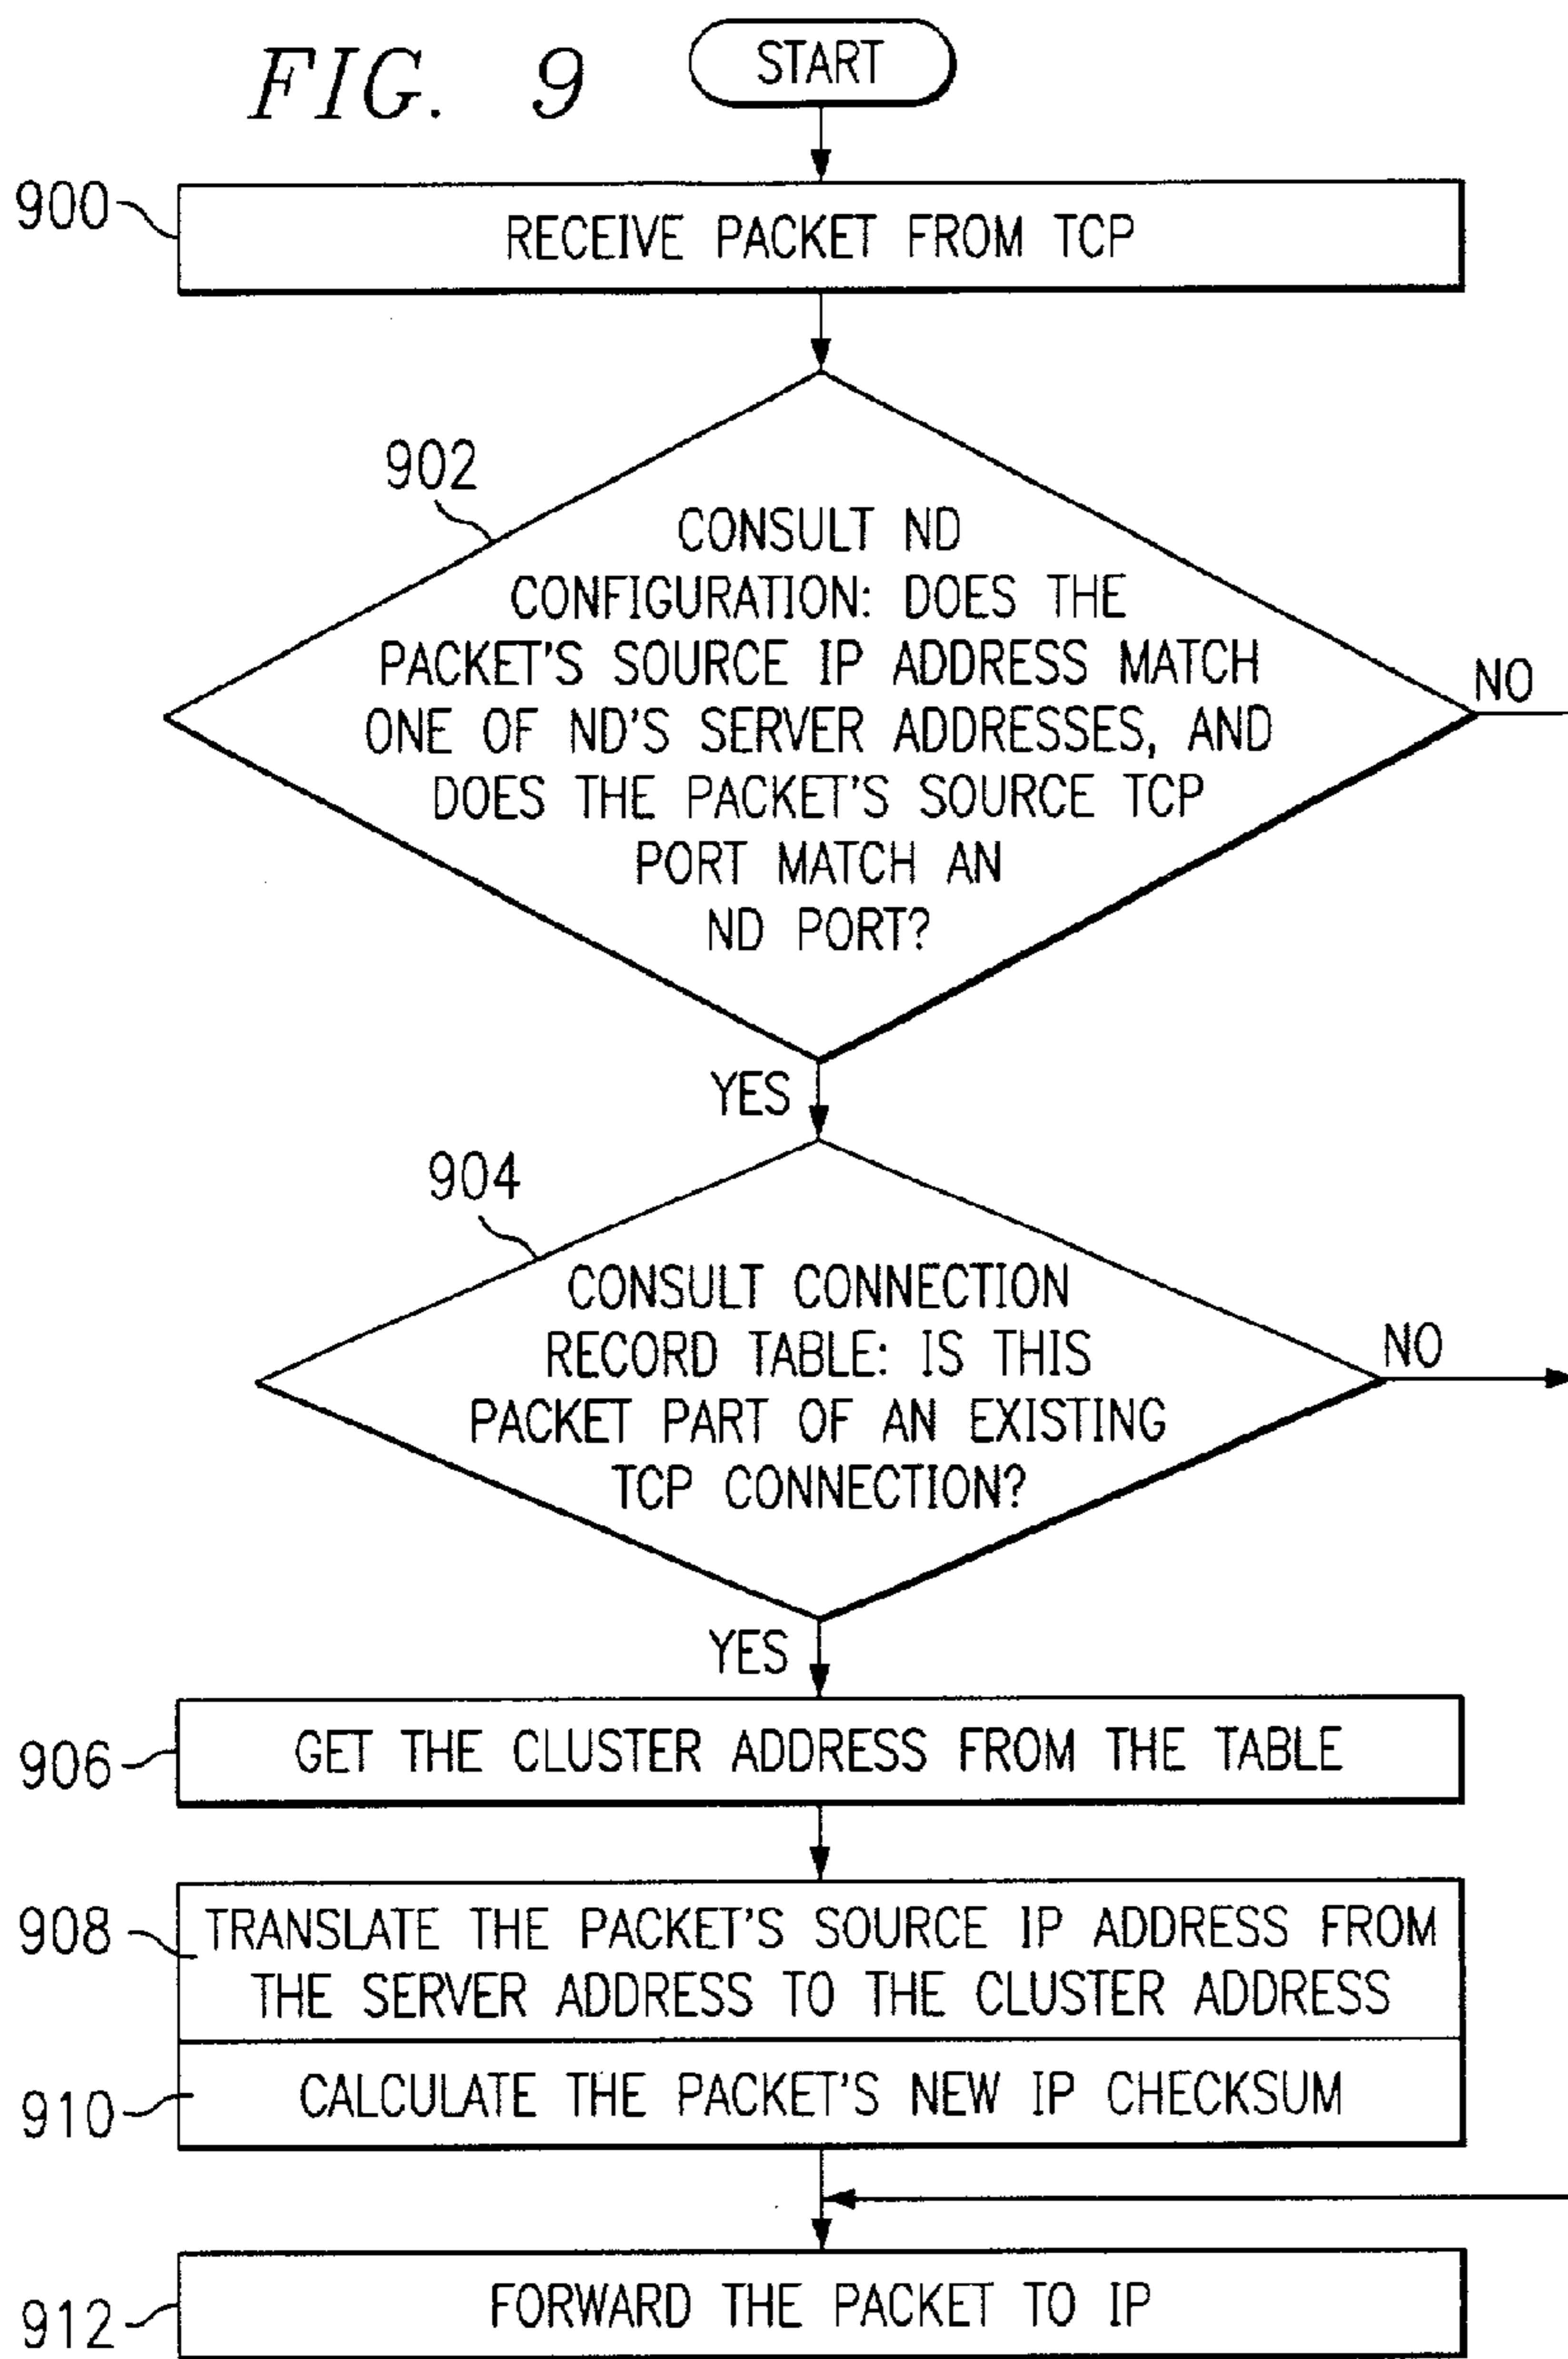 FIG. 9
START
900
RECEIVE PACKET FROM TCP
902
CONSULT ND
CONFIGURATION: DOES THE
PACKET'S SOURCE IP ADDRESS MATCH
ONE OF ND'S SERVER ADDRESSES, AND
DOES THE PACKET'S SOURCE TCP
PORT MATCH AN
ND PORT?
NO
YES
904
CONSULT CONNECTION
RECORD TABLE: IS THIS
PACKET PART OF AN EXISTING
TCP CONNECTION?
NO
YES
906
GET THE CLUSTER ADDRESS FROM THE TABLE
908
TRANSLATE THE PACKET'S SOURCE IP ADDRESS FROM
THE SERVER ADDRESS TO THE CLUSTER ADDRESS
910
CALCULATE THE PACKET'S NEW IP CHECKSUM
912
FORWARD THE PACKET TO IP